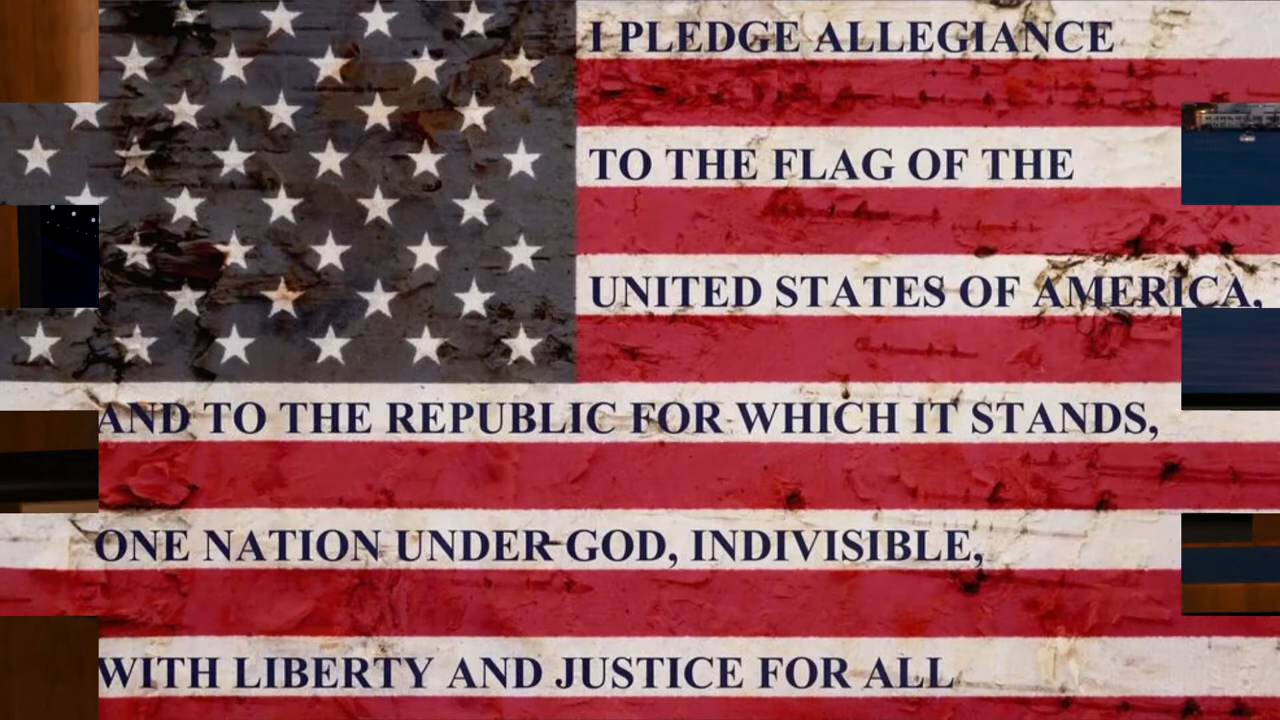 I PLEDGE ALLEGIANCE
TO THE FLAG OF THE
UNITED STATES OF AMERICA,
AND TO THE REPUBLIC FOR WHICH IT STANDS,
ONE NATION UNDER GOD, INDIVISIBLE,
WITH LIBERTY AND JUSTICE FOR ALL